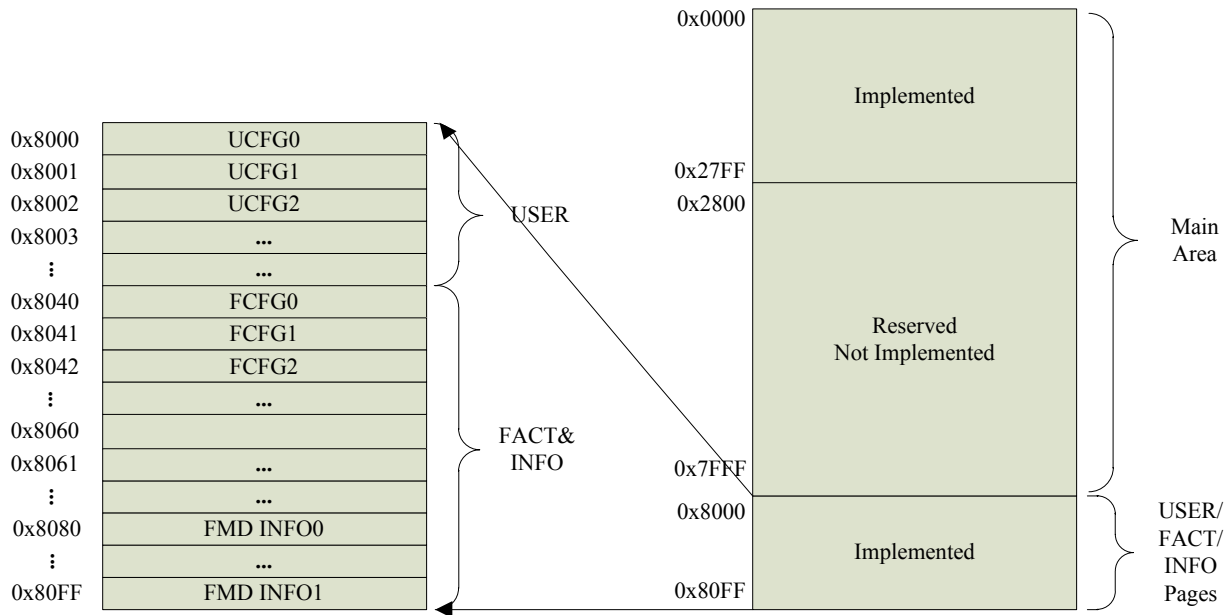 0x8000 UCFG0
0x8001 UCFG1
0x8002 UCFG2
0x8003 ...
⋮ ...
0x8040 FCFG0
0x8041 FCFG1
0x8042 FCFG2
⋮ ...
0x8060
0x8061 ...
⋮ ...
0x8080 FMD INFO0
⋮ ...
0x80FF FMD INFO1
USER
FACT&
INFO
0x0000
Implemented
0x27FF
0x2800
Reserved
Not Implemented
0x7FFF
0x8000
Implemented
0x80FF
Main
Area
USER/
FACT/
INFO
Pages